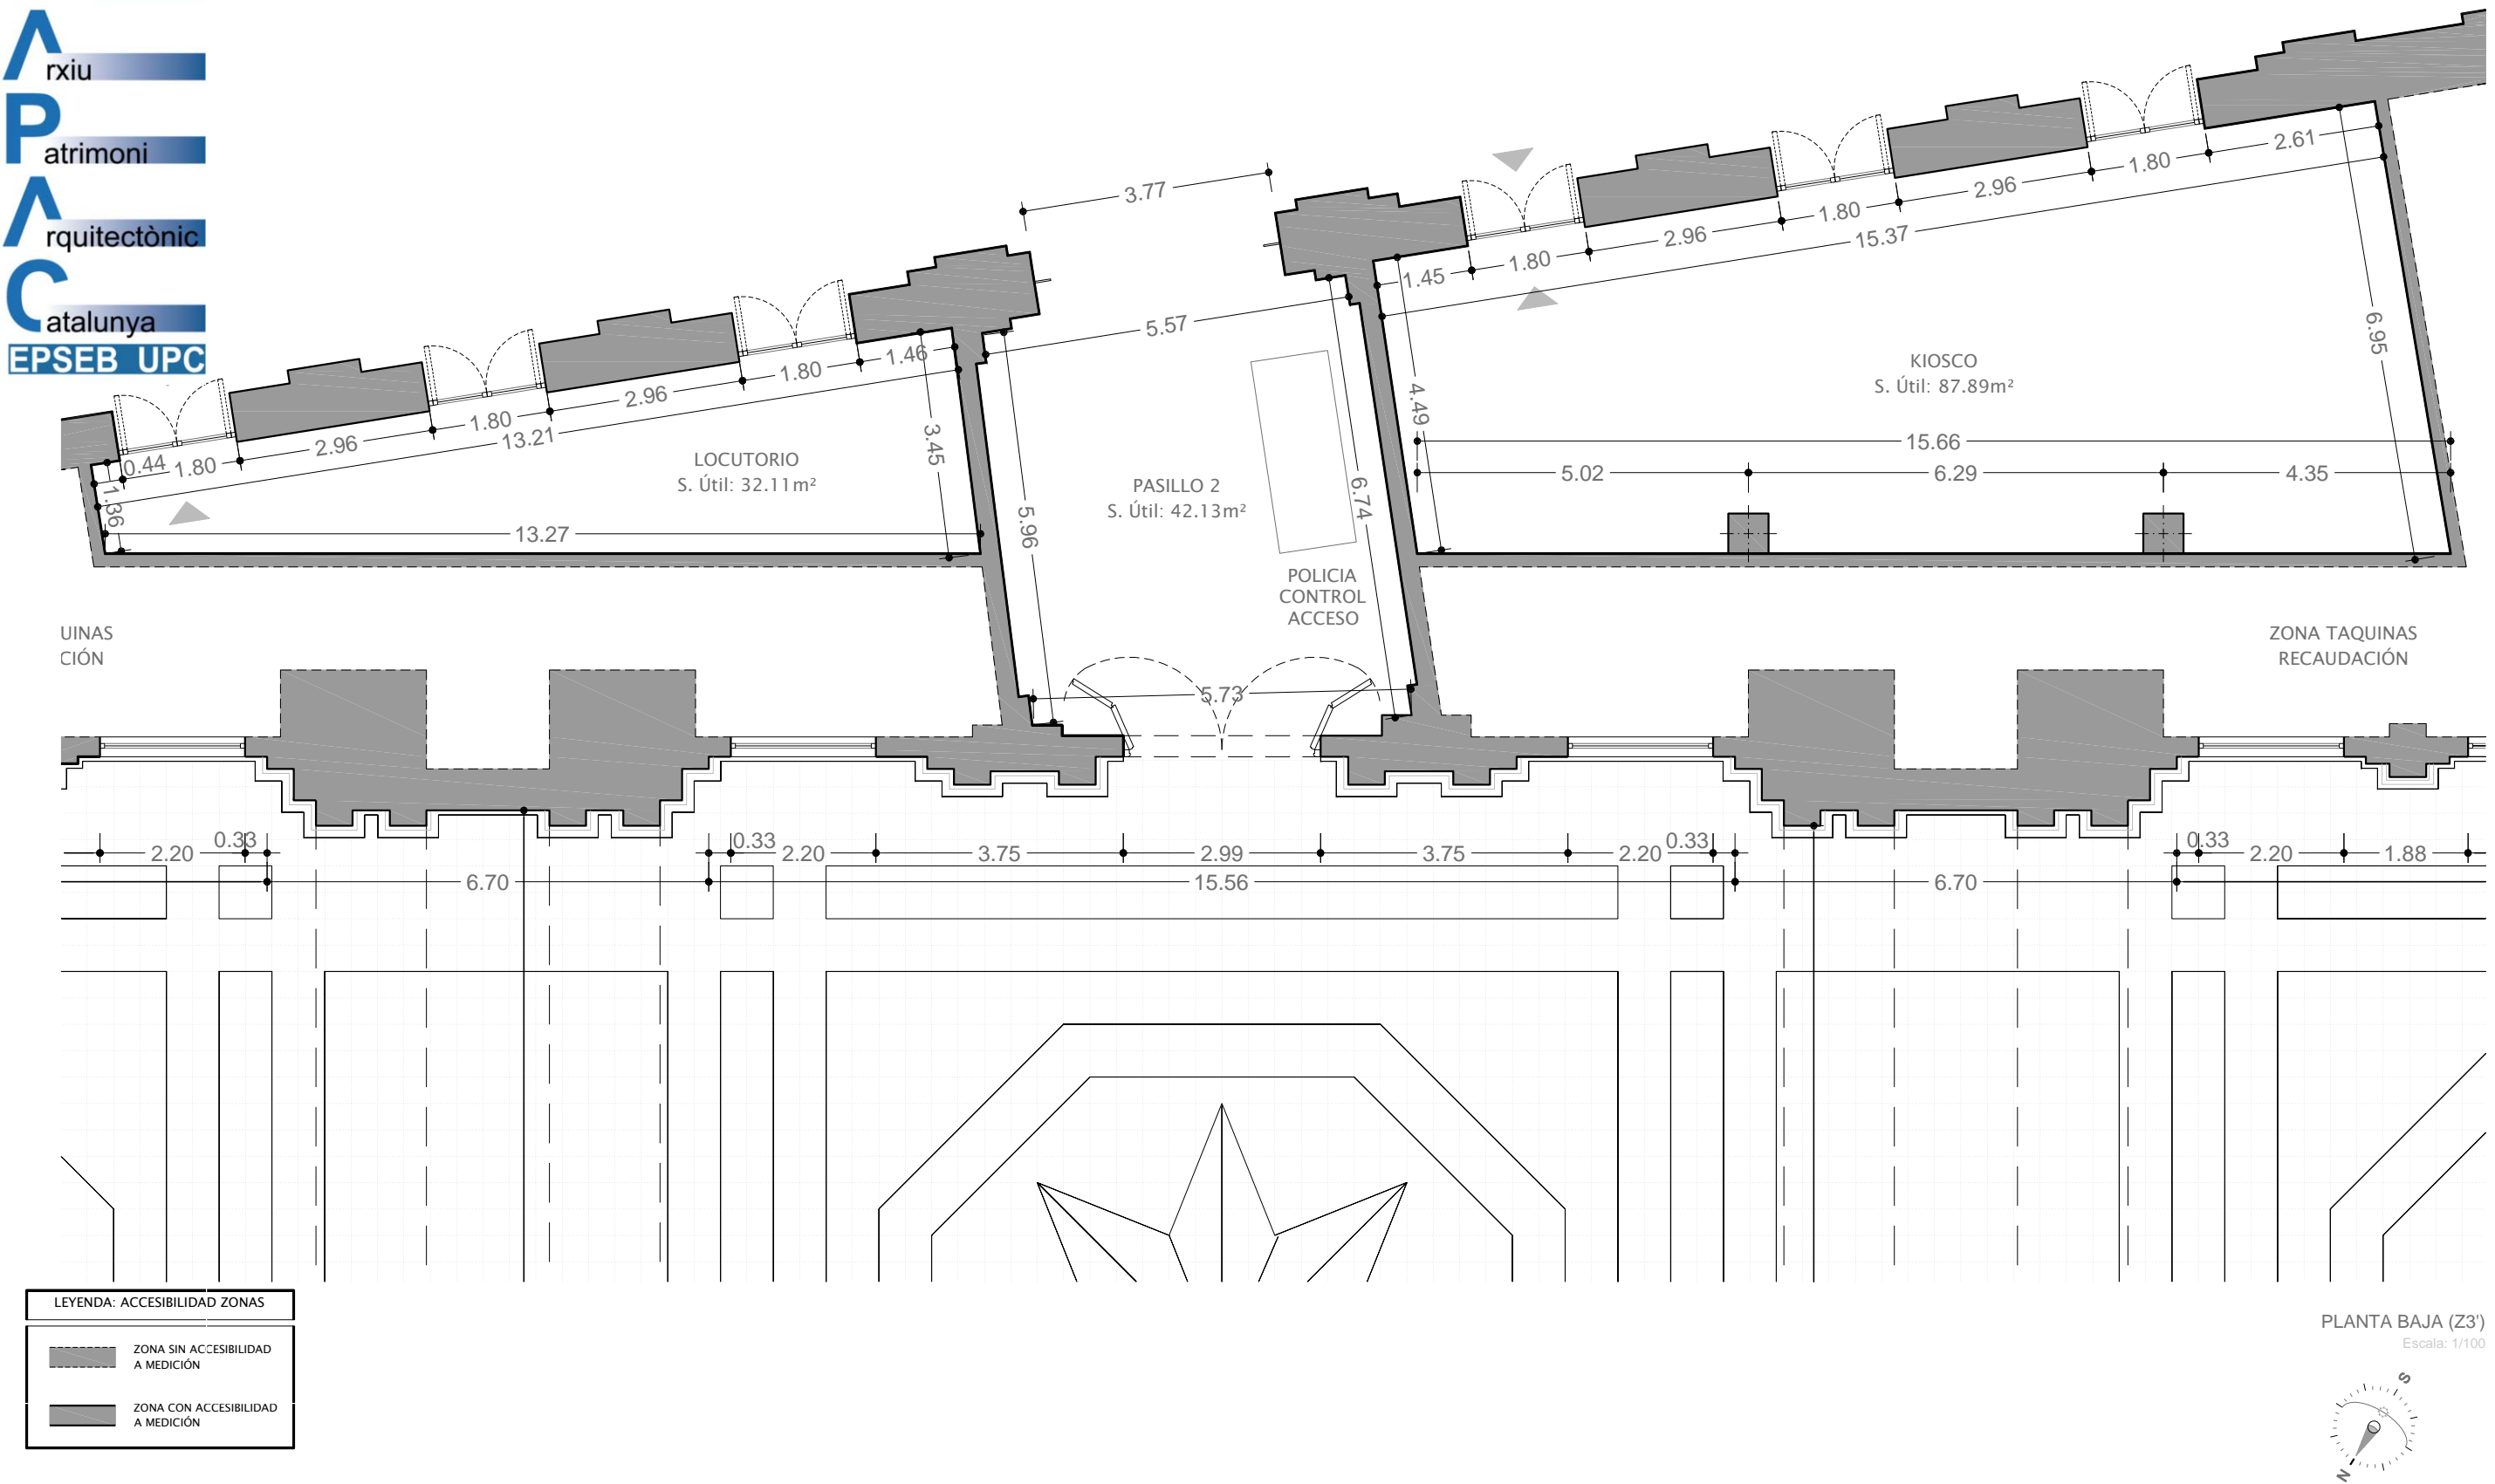 Arxiu
Patrimoni
Arquitectònic
Catalunya
EPSEB UPC
3.77
2.61
1.80
2.96
1.80
2.96
15.37
1.80
1.45
5.57
6.95
KIOSCO
S. Útil: 87.89m²
4.49
15.66
5.02
6.29
4.35
1.46
1.80
2.96
1.80
13.21
2.96
1.80
0.44
1.36
3.45
LOCUTORIO
S. Útil: 32.11m²
13.27
PASILLO 2
S. Útil: 42.13m²
5.96
6.74
POLICIA
CONTROL
ACCESO
5.73
UINAS
CIÓN
ZONA TAQUINAS
RECAUDACIÓN
2.20
0.33
0.33
2.20
3.75
2.99
3.75
2.20
0.33
0.33
2.20
1.88
6.70
15.56
6.70
LEYENDA: ACCESIBILIDAD ZONAS
ZONA SIN ACCESIBILIDAD
A MEDICIÓN
ZONA CON ACCESIBILIDAD
A MEDICIÓN
PLANTA BAJA (Z3')
Escala: 1/100
S
N